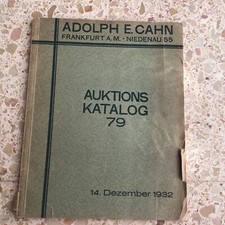 ADOLPH E. CAHN
FRANKFURT A.M. - NIEDENAU 55
AUKTIONS
KATALOG
79
14. Dezember 1932